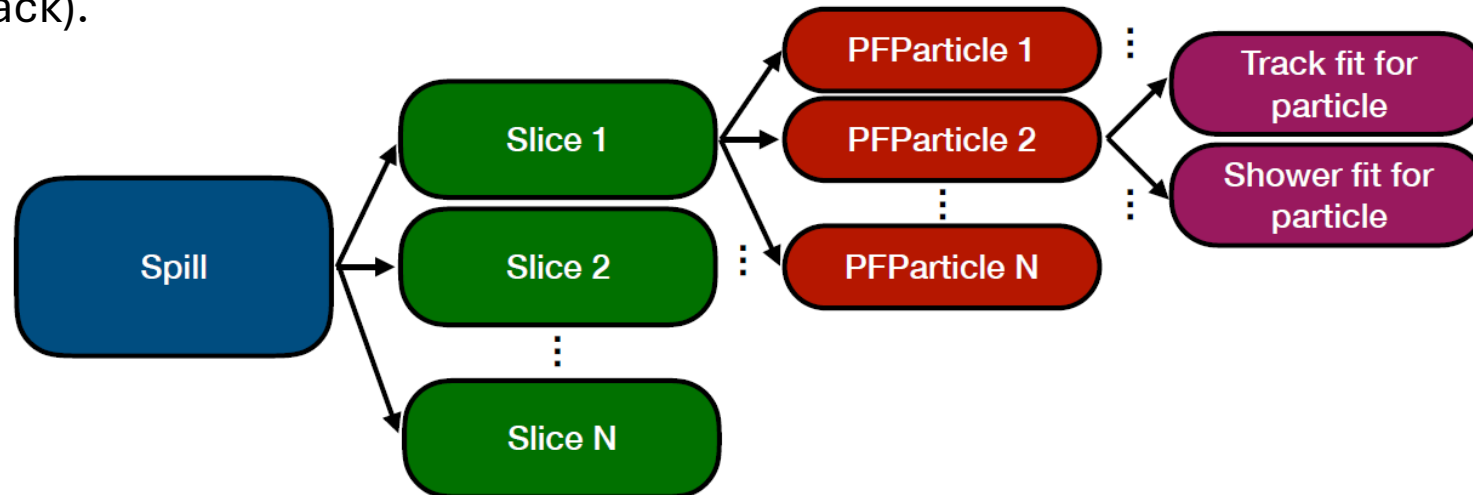 ack).
PFParticle 1
Track fit for
particle
Slice 1
PFParticle 2
Shower fit for
particle
Spill
Slice 2
PFParticle N
Slice N